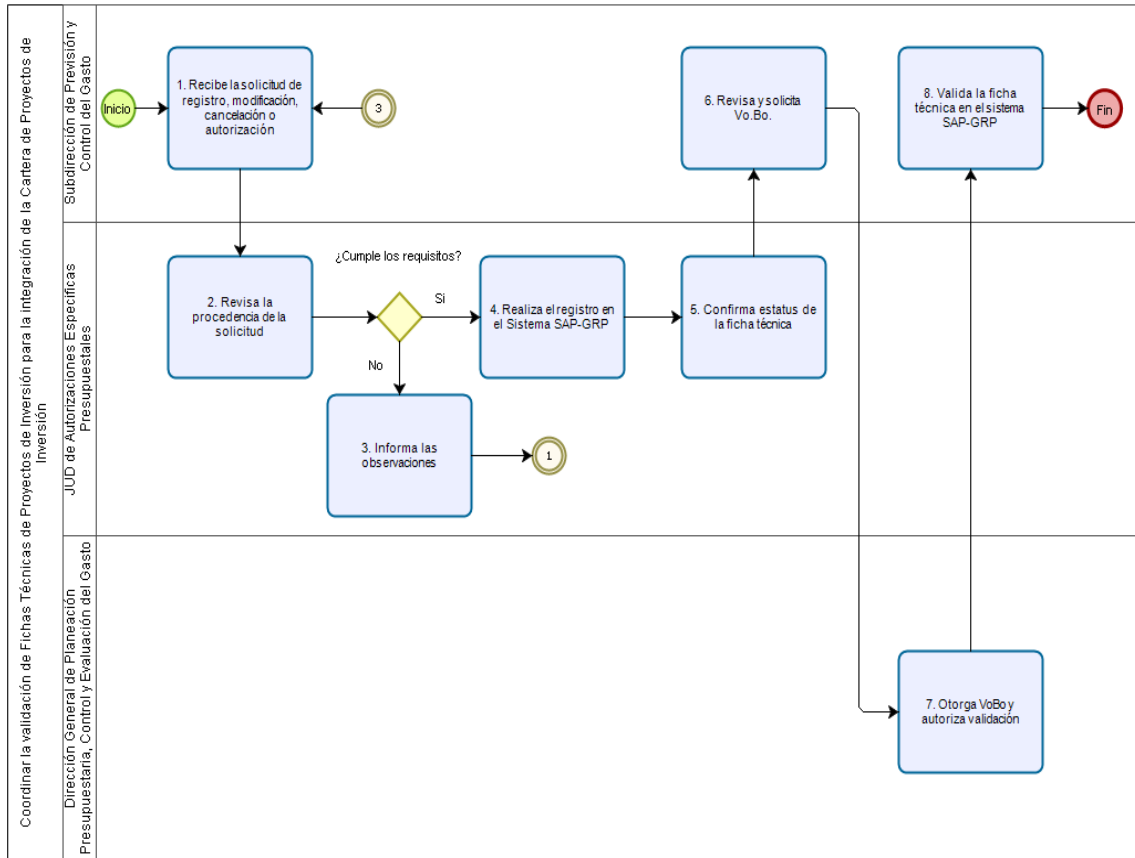 Coordinar la validación de Fichas Técnicas de Proyectos de Inversión para la integración de la Cartera de Proyectos de
Inversión
Subdirección de Previsión y
Control del Gasto
Inicio
1. Recibe la solicitud de
registro, modificación,
cancelación o
autorización
3
6. Revisa y solicita
Vo.Bo.
8. Valida la ficha
técnica en el sistema
SAP-GRP
Fin
JUD de Autorizaciones Especificas
Presupuestales
2. Revisa la
procedencia de la
solicitud
¿Cumple los requisitos?
Si
No
4. Realiza el registro en
el Sistema SAP-GRP
5. Confirma estatus de
la ficha técnica
3. Informa las
observaciones
1
Dirección General de Planeación
Presupuestaría, Control y Evaluación del Gasto
7. Otorga VoBo y
autoriza validación